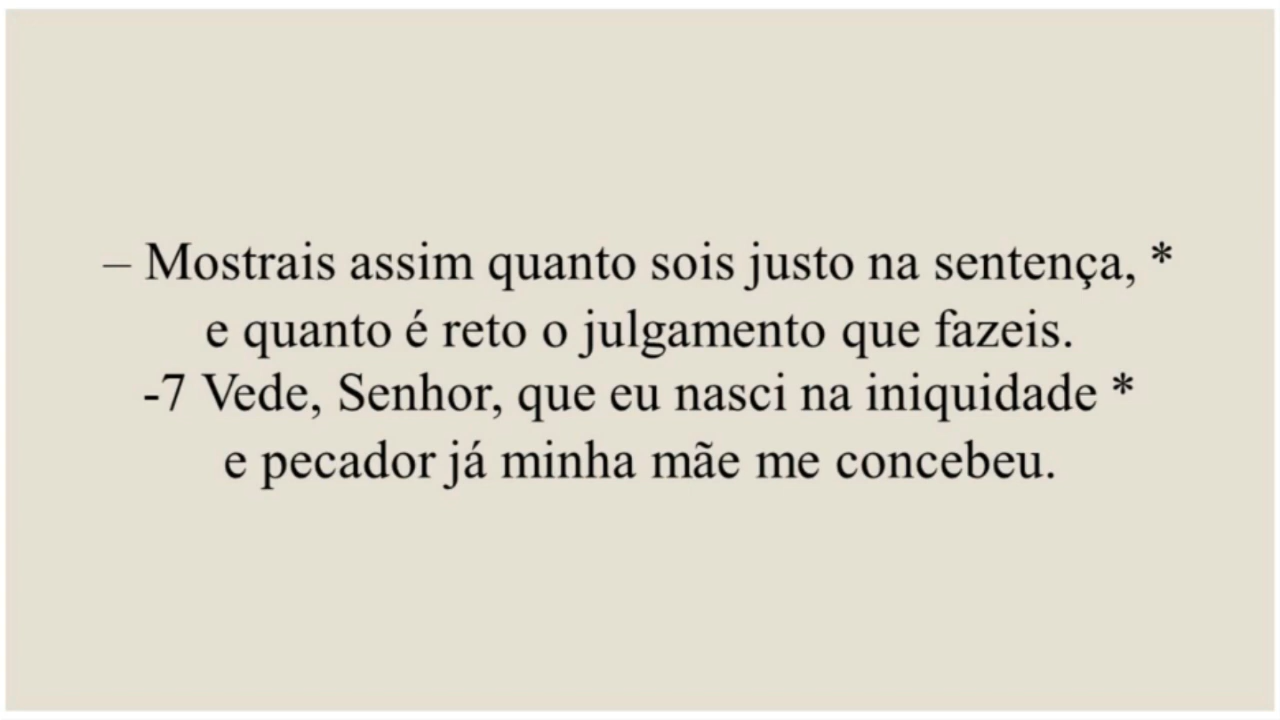 – Mostrais assim quanto sois justo na sentença, *
e quanto é reto o julgamento que fazeis.
-7 Vede, Senhor, que eu nasci na iniquidade *
e pecador já minha mãe me concebeu.